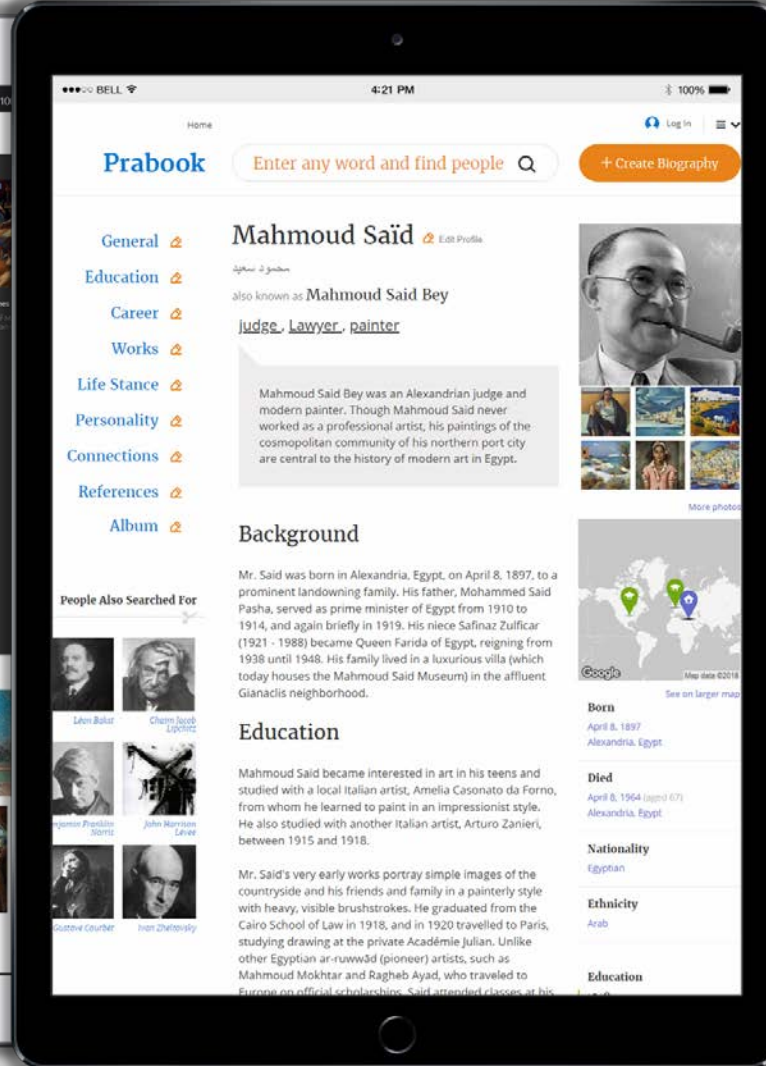 BELL
4:21 PM
100%
Home
Log In
Prabook
Enter any word and find people
+ Create Biography
General
Education
Career
Works
Life Stance
Personality
Connections
References
Album
People Also Searched For
Léon Bakst
Chaim Jacob
Lipchitz
Benjamin Franklin
Norris
John Harrison
Levee
Gustave Courbet
Ivan Zheltovsky
Mahmoud Saïd
Edit Profile
محمود سعيد
also known as Mahmoud Said Bey
judge , Lawyer , painter
Mahmoud Said Bey was an Alexandrian judge and
modern painter. Though Mahmoud Said never
worked as a professional artist, his paintings of the
cosmopolitan community of his northern port city
are central to the history of modern art in Egypt.
Background
Mr. Said was born in Alexandria, Egypt, on April 8, 1897, to a
prominent landowning family. His father, Mohammed Said
Pasha, served as prime minister of Egypt from 1910 to
1914, and again briefly in 1919. His niece Safinaz Zulficar
(1921 - 1988) became Queen Farida of Egypt, reigning from
1938 until 1948. His family lived in a luxurious villa (which
today houses the Mahmoud Said Museum) in the affluent
Gianaclis neighborhood.
Education
Mahmoud Said became interested in art in his teens and
studied with a local Italian artist, Amelia Casonato da Forno,
from whom he learned to paint in an impressionist style.
He also studied with another Italian artist, Arturo Zanieri,
between 1915 and 1918.
Mr. Said's very early works portray simple images of the
countryside and his friends and family in a painterly style
with heavy, visible brushstrokes. He graduated from the
Cairo School of Law in 1918, and in 1920 travelled to Paris,
studying drawing at the private Académie Julian. Unlike
other Egyptian ar-ruwwâd (pioneer) artists, such as
Mahmoud Mokhtar and Ragheb Ayad, who traveled to
Europe on official scholarships, Said attended classes at his
More photos
Google
Map data ©2018
See on larger map
Born
April 8, 1897
Alexandria, Egypt
Died
April 8, 1964 (aged 67)
Alexandria, Egypt
Nationality
Egyptian
Ethnicity
Arab
Education